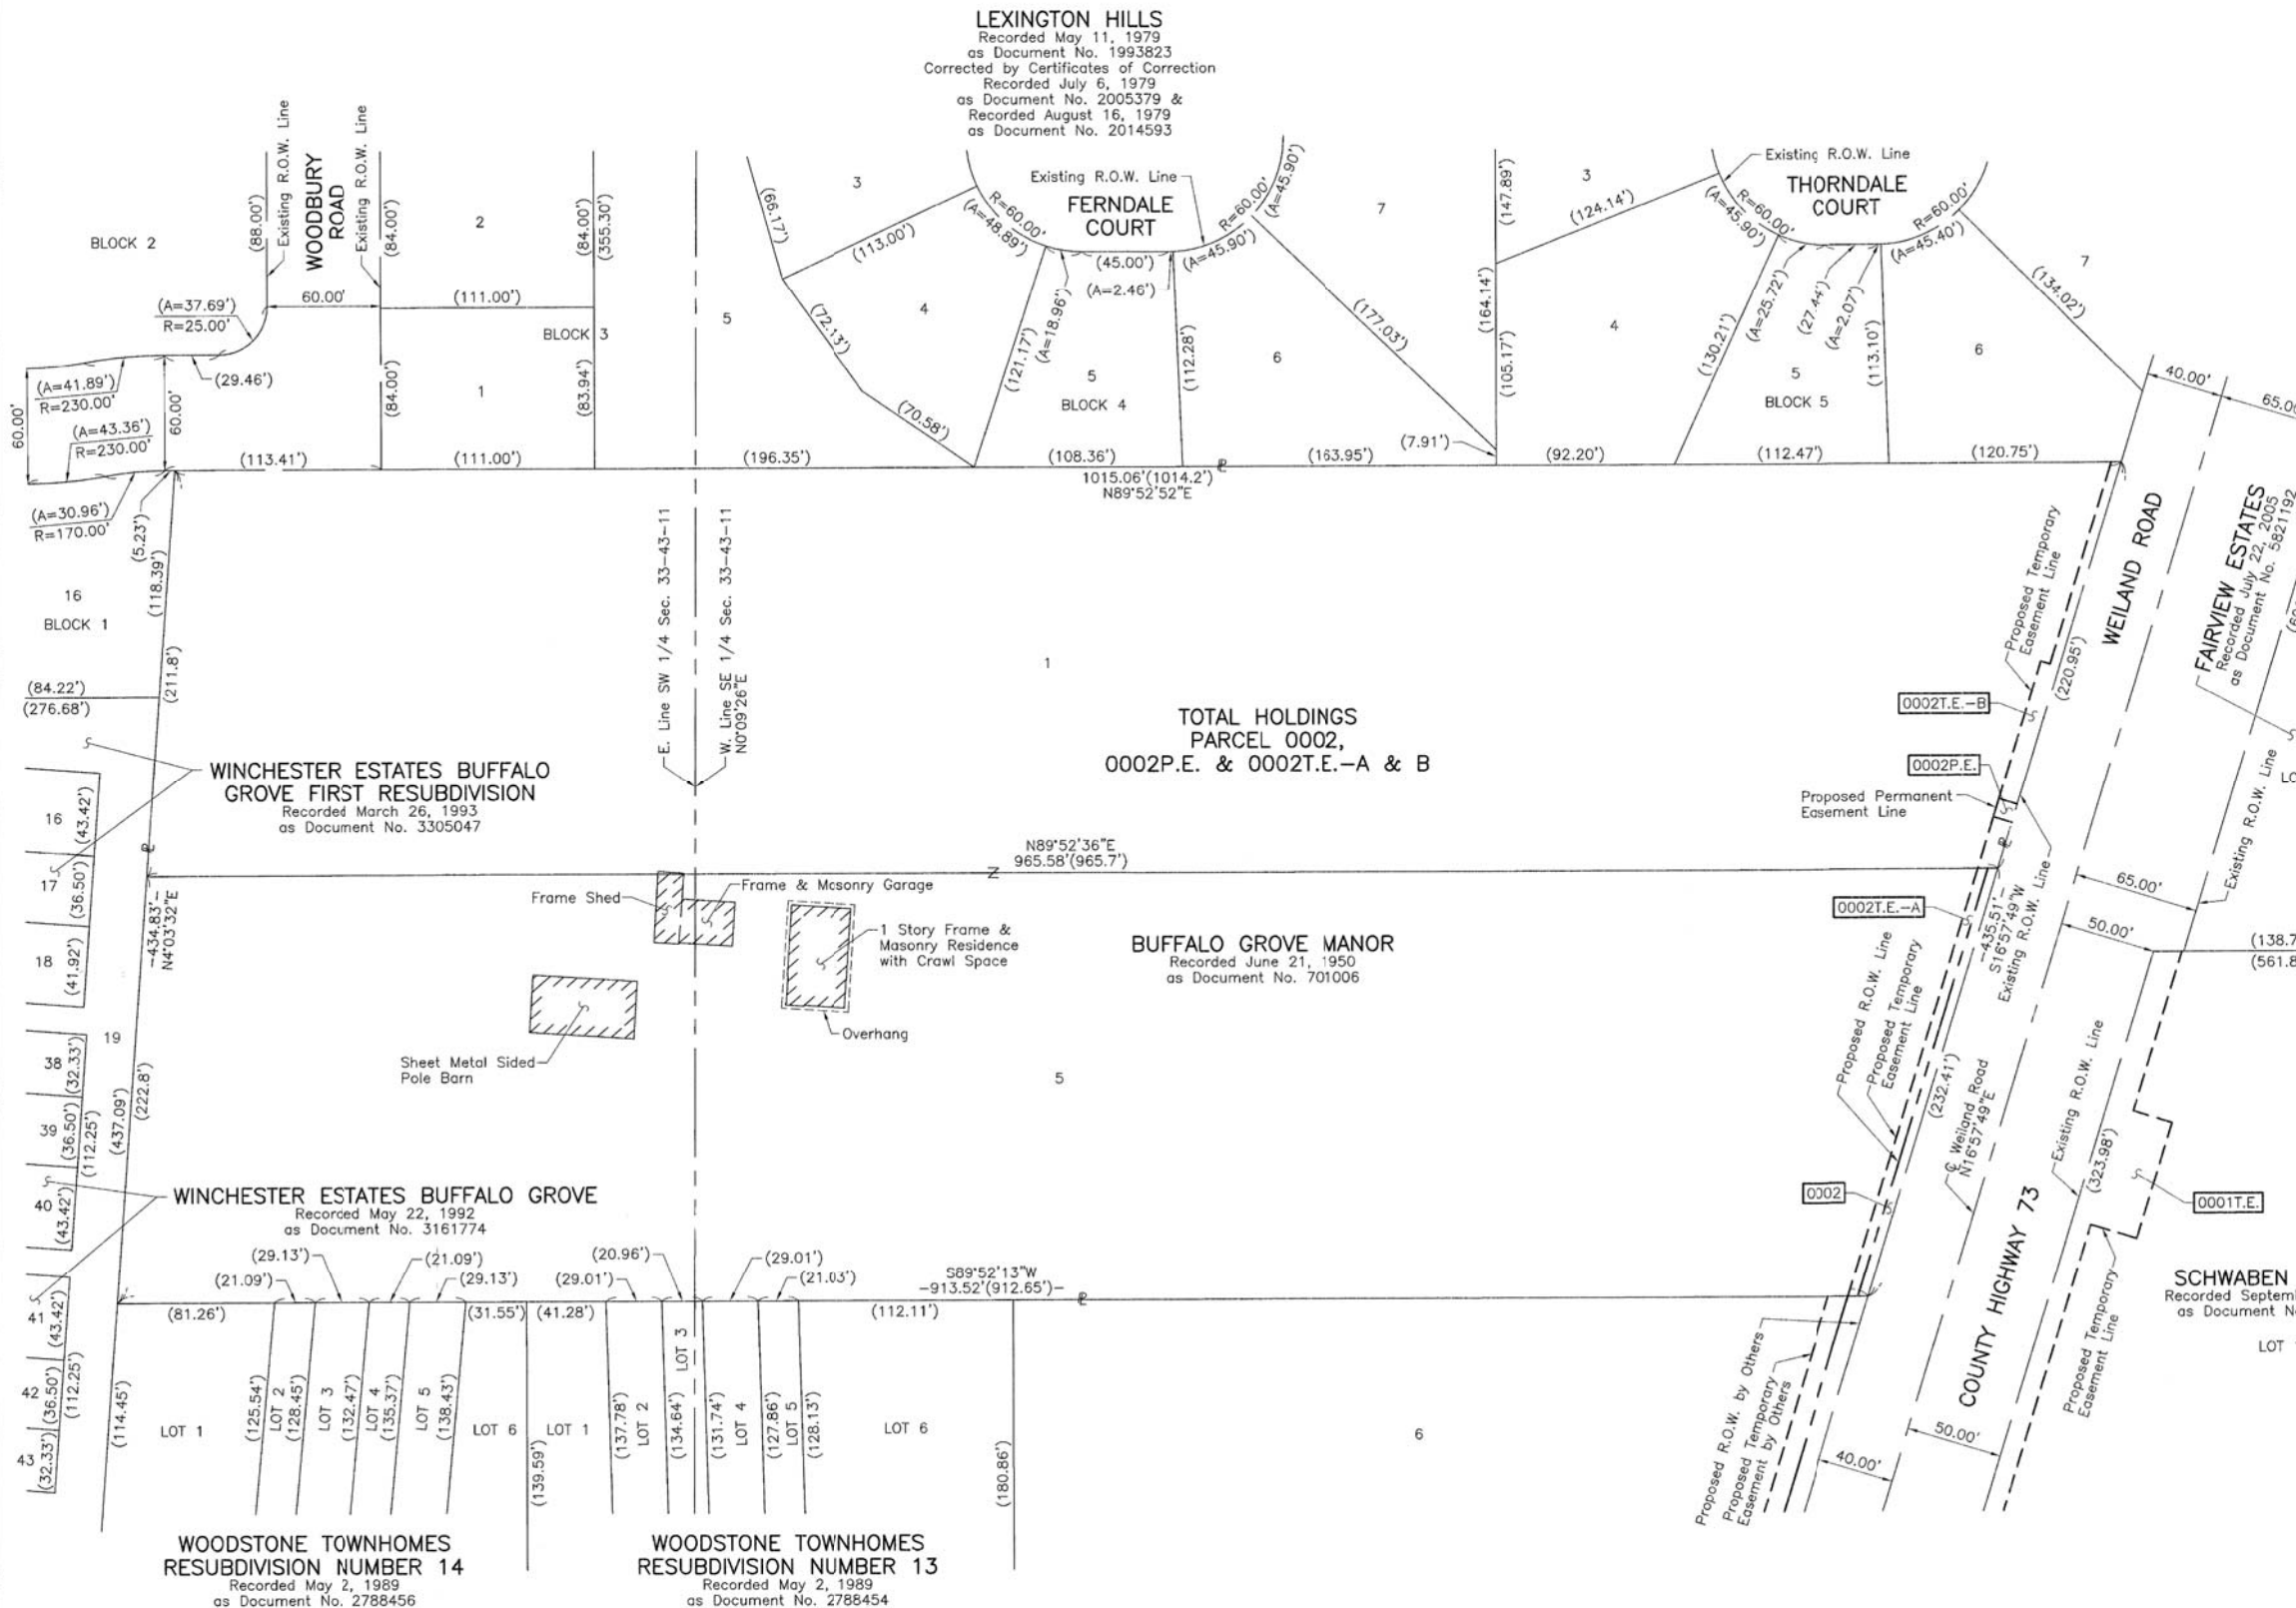 LEXINGTON HILLS
Recorded May 11, 1979
as Document No. 1993823
Corrected by Certificates of Correction
Recorded July 6, 1979
as Document No. 2005379 &
Recorded August 16, 1979
as Document No. 2014593
BLOCK 2
(88.00')
Existing R.O.W. Line
WOODBURY
ROAD
Existing R.O.W. Line
(84.00')
2
(84.00')
(355.30')
(66.17')
3
(113.00')
R=60.00'
(A=48.89')
Existing R.O.W. Line
FERNDALE
COURT
(45.00')
(A=2.46')
R=60.00'
(A=45.90')
(A=45.90')
7
(147.89')
3
(124.14')
Existing R.O.W. Line
THORNDALE
COURT
R=60.00'
(A=45.90')
R=60.00'
(A=45.40')
7
(134.02')
(A=37.69')
R=25.00'
60.00'
(111.00')
BLOCK 3
5
4
(72.13')
(121.17')
(A=18.96')
(112.28')
(177.03')
(164.14')
4
(130.21')
(A=25.72')
(27.44')
(A=2.07')
(113.10')
6
40.00'
65.00
(A=41.89')
R=230.00'
(29.46')
60.00'
60.00'
(84.00')
1
(83.94')
(70.58')
5
BLOCK 4
6
(105.17')
5
BLOCK 5
(A=43.36')
R=230.00'
(113.41')
(111.00')
(196.35')
(108.36')
(163.95')
(7.91')
(92.20')
(112.47')
(120.75')
1015.06'(1014.2')
N89°52'52"E
(A=30.96')
R=170.00'
(5.23')
(118.39')
16
BLOCK 1
(211.8')
(84.22')
(276.68')
E. Line SW 1/4 Sec. 33-43-11
W. Line SE 1/4 Sec. 33-43-11
N0°09'26"E
1
TOTAL HOLDINGS
PARCEL 0002,
0002P.E. & 0002T.E.-A & B
Proposed Temporary
Easement Line
WEILAND ROAD
(220.95')
FAIRVIEW ESTATES
Recorded July 22, 2005
as Document No. 5821192
0002T.E.-B
0002P.E.
Proposed Permanent
Easement Line
Existing R.O.W. Line
WINCHESTER ESTATES BUFFALO
GROVE FIRST RESUBDIVISION
Recorded March 26, 1993
as Document No. 3305047
16
(43.42')
17
(36.50')
18
(41.92')
-434.83'-
N4°03'32"E
N89°52'36"E
965.58'(965.7')
Frame Shed
Frame & Masonry Garage
1 Story Frame &
Masonry Residence
with Crawl Space
Overhang
Sheet Metal Sided
Pole Barn
BUFFALO GROVE MANOR
Recorded June 21, 1950
as Document No. 701006
5
0002T.E.-A
-435.51'-
S16°57'49"W
Existing R.O.W. Line
65.00'
50.00'
(138.7
(561.8
Proposed R.O.W. Line
Proposed Temporary
Easement Line
(232.41')
℄ Weiland Road
N16°57'49"E
Existing R.O.W. Line
(323.98')
0002
0001T.E.
COUNTY HIGHWAY 73
19
38
(32.33')
39
(36.50')
(112.25')
40
(43.42')
(437.09')
(222.8')
WINCHESTER ESTATES BUFFALO GROVE
Recorded May 22, 1992
as Document No. 3161774
41
(43.42')
42
(36.50')
(112.25')
43
(32.33')
(29.13')
(21.09')
(21.09')
(29.13')
(20.96')
(29.01')
(29.01')
(21.03')
S89°52'13"W
-913.52'(912.65')-
(81.26')
(31.55')
(41.28')
(112.11')
(114.45')
LOT 1
(125.54')
LOT 2
(128.45')
LOT 3
(132.47')
LOT 4
(135.37')
LOT 5
(138.43')
LOT 6
(139.59')
LOT 1
(137.78')
LOT 2
(134.64')
LOT 3
(131.74')
LOT 4
(127.86')
LOT 5
(128.13')
LOT 6
(180.86')
6
Proposed R.O.W. by Others
Proposed Temporary
Easement by Others
40.00'
50.00'
Proposed Temporary
Easement Line
SCHWABEN
Recorded Septem
as Document N
LOT
WOODSTONE TOWNHOMES
RESUBDIVISION NUMBER 14
Recorded May 2, 1989
as Document No. 2788456
WOODSTONE TOWNHOMES
RESUBDIVISION NUMBER 13
Recorded May 2, 1989
as Document No. 2788454